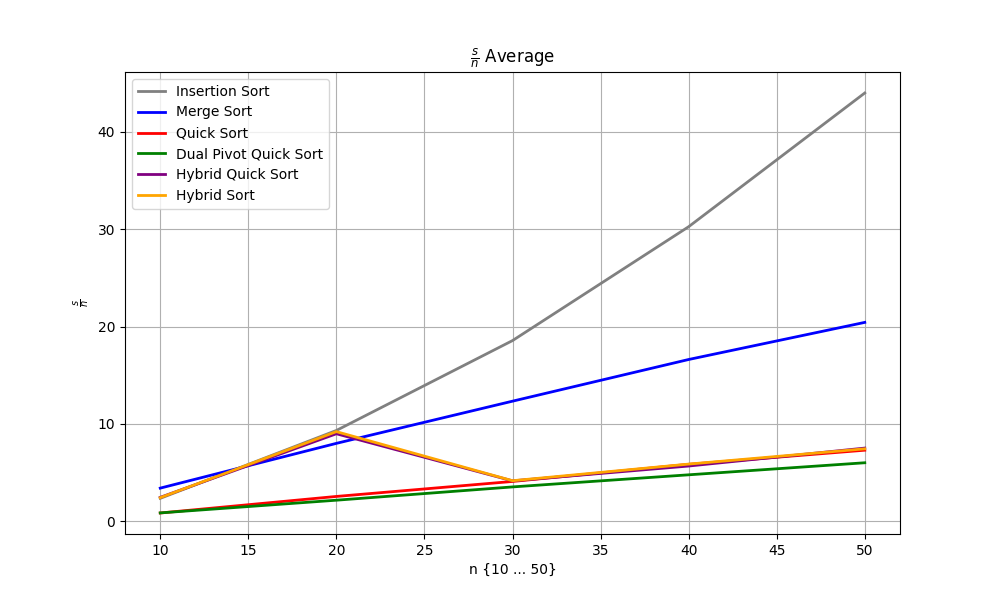 s/n Average
Insertion Sort
Merge Sort
Quick Sort
Dual Pivot Quick Sort
Hybrid Quick Sort
Hybrid Sort
s/n
40
30
20
10
0
10 15 20 25 30 35 40 45 50
n {10 ... 50}